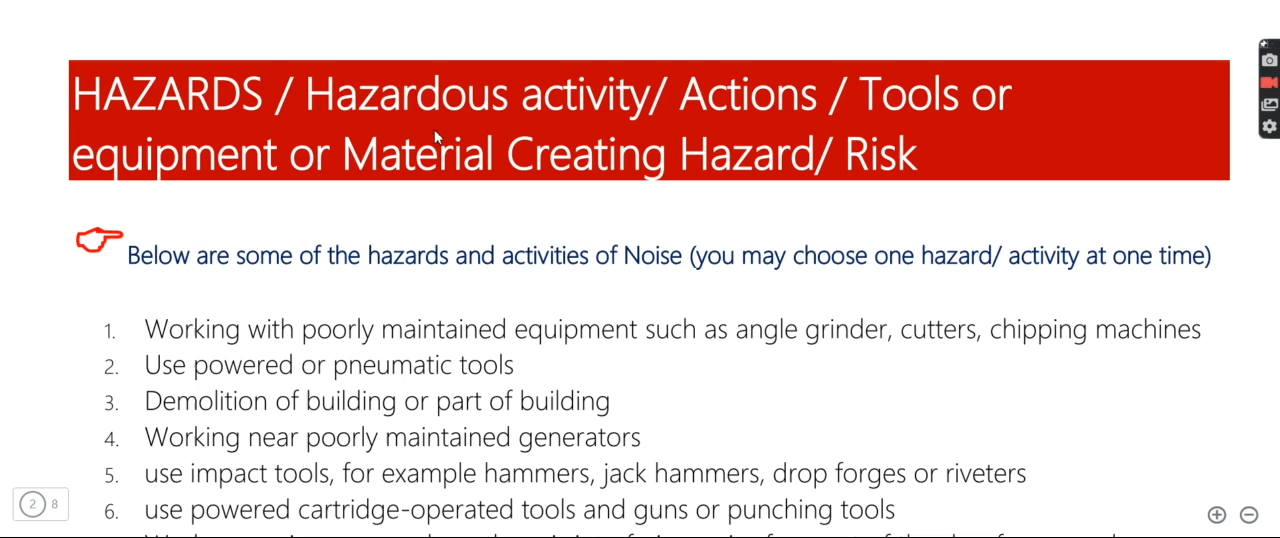 HAZARDS / Hazardous activity/ Actions / Tools or
equipment or Material Creating Hazard/ Risk
Below are some of the hazards and activities of Noise (you may choose one hazard/ activity at one time)
1. Working with poorly maintained equipment such as angle grinder, cutters, chipping machines
2. Use powered or pneumatic tools
3. Demolition of building or part of building
4. Working near poorly maintained generators
5. use impact tools, for example hammers, jack hammers, drop forges or riveters
6. use powered cartridge-operated tools and guns or punching tools
2 8